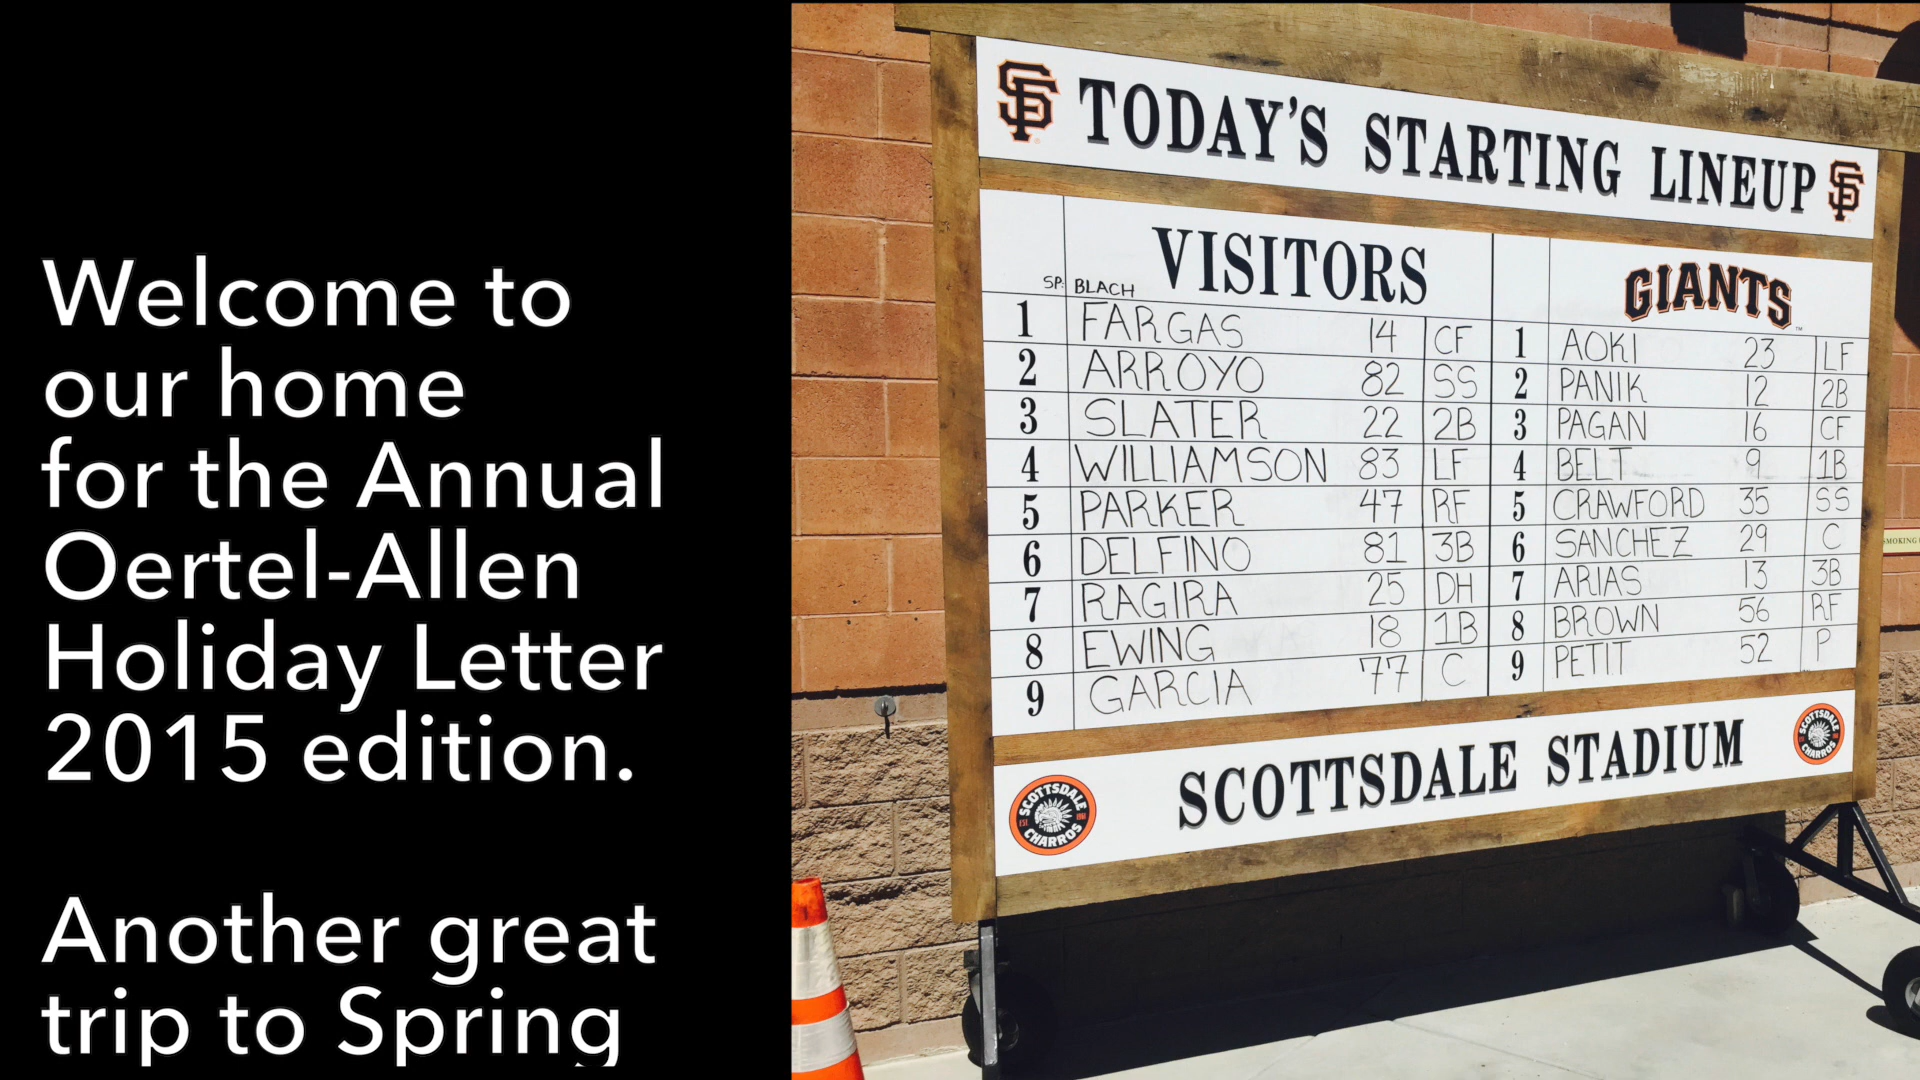 Welcome to
our home
for the Annual
Oertel-Allen
Holiday Letter
2015 edition.
Another great
trip to Spring
SF TODAY'S STARTING LINEUP SF
SP: BLACH VISITORS
1 FARGAS 14 CF
2 ARROYO 82 SS
3 SLATER 22 2B
4 WILLIAMSON 83 LF
5 PARKER 47 RF
6 DELFINO 81 3B
7 RAGIRA 25 DH
8 EWING 18 1B
9 GARCIA 77 C
GIANTS
1 AOKI 23 LF
2 PANIK 12 2B
3 PAGAN 16 CF
4 BELT 9 1B
5 CRAWFORD 35 SS
6 SANCHEZ 29 C
7 ARIAS 13 3B
8 BROWN 56 RF
9 PETIT 52 P
SCOTTSDALE STADIUM
SCOTTSDALE CHARROS
EST 1961
SCOTTSDALE CHARROS
SMOKING